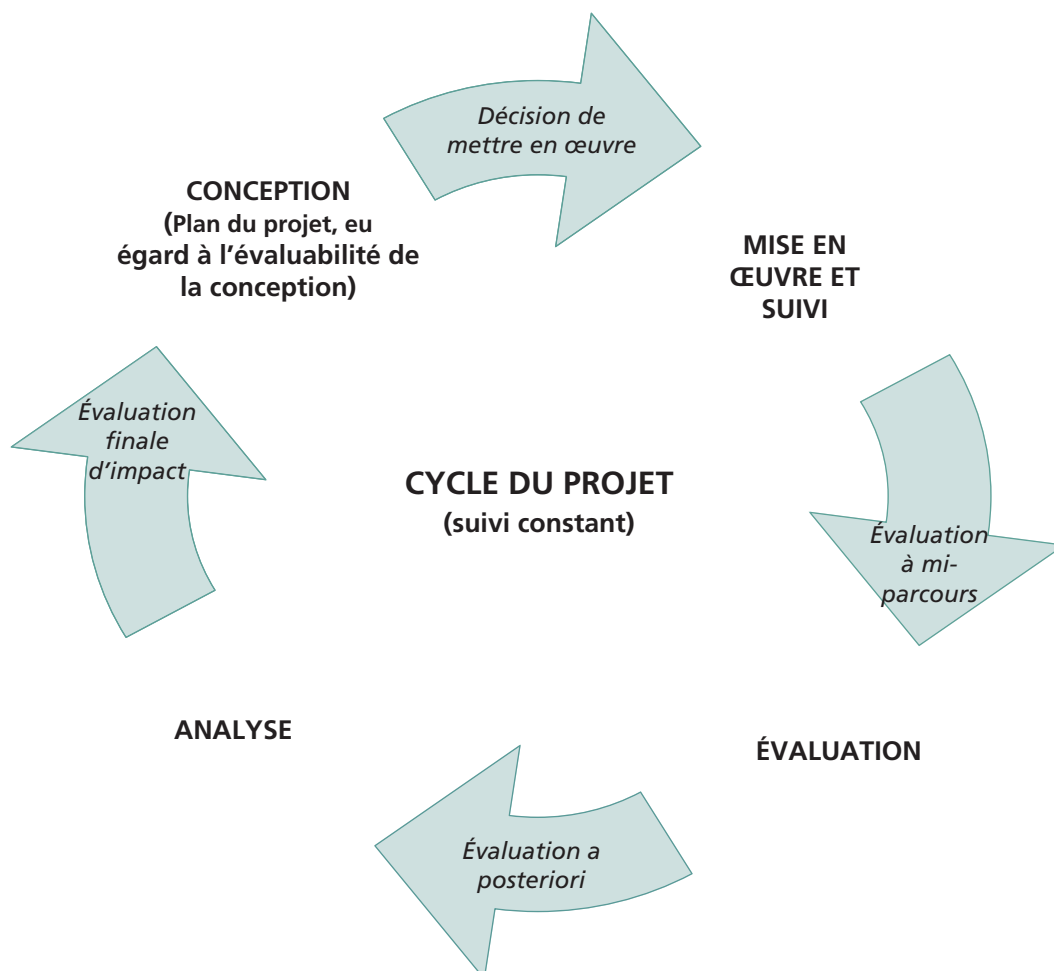 Décision de
mettre en œuvre
CONCEPTION
(Plan du projet, eu
égard à l’évaluabilité de
la conception)
MISE EN
ŒUVRE ET
SUIVI
Évaluation
finale
d’impact
CYCLE DU PROJET
(suivi constant)
Évaluation
à mi-
parcours
ANALYSE
ÉVALUATION
Évaluation a
posteriori